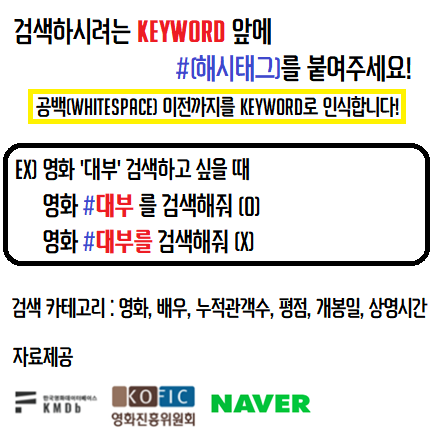 검색하시려는 KEYWORD 앞에
#(해시태그)를 붙여주세요!
공백(WHITESPACE) 이전까지를 KEYWORD로 인식합니다!
EX) 영화 '대부' 검색하고 싶을 때
영화 #대부 를 검색해줘 (O)
영화 #대부를 검색해줘 (X)
검색 카테고리 : 영화, 배우, 누적관객수, 평점, 개봉일, 상영시간
자료제공
한국영화데이터베이스
KMDb
KOFIC
영화진흥위원회
NAVER